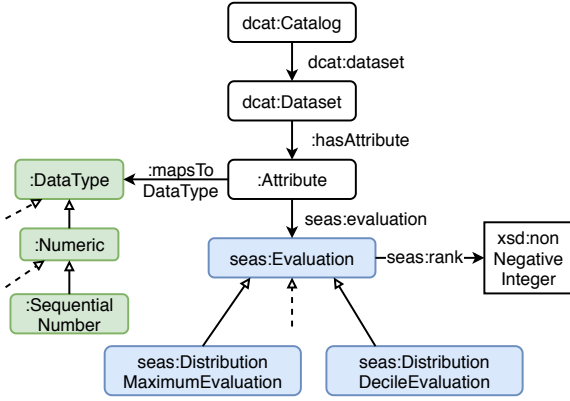 dcat:Catalog
dcat:dataset
dcat:Dataset
:hasAttribute
:mapsTo
DataType
:DataType
:Attribute
seas:evaluation
:Numeric
seas:Evaluation
seas:rank
xsd:non
Negative
Integer
:Sequential
Number
seas:Distribution
MaximumEvaluation
seas:Distribution
DecileEvaluation